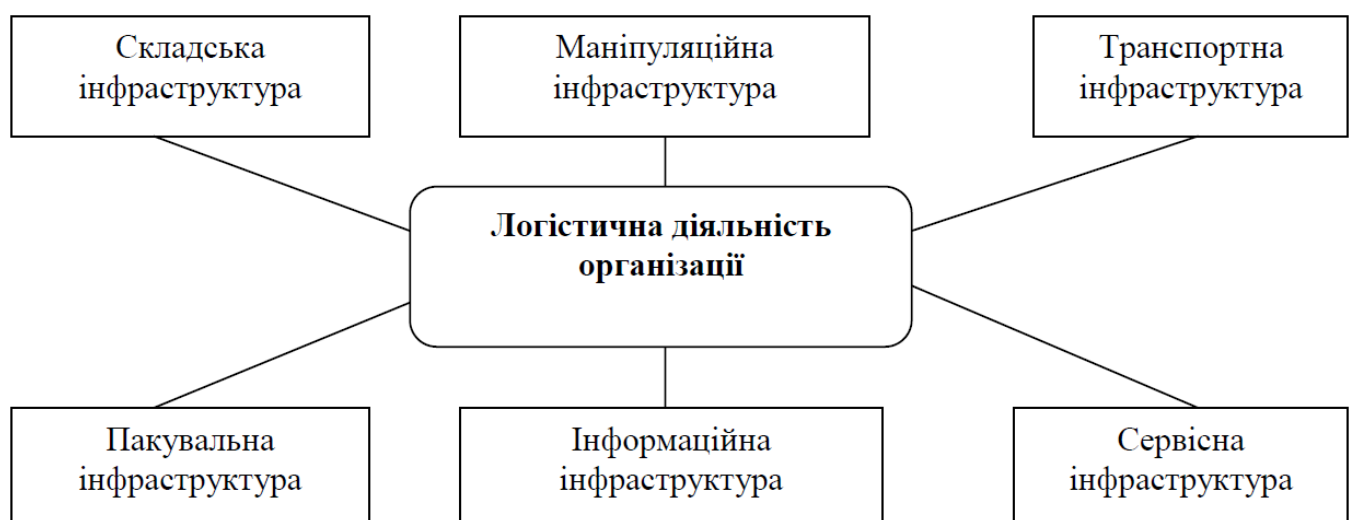 Складська
інфраструктура
Маніпуляційна
інфраструктура
Транспортна
інфраструктура
Логістична діяльність
організації
Пакувальна
інфраструктура
Інформаційна
інфраструктура
Сервісна
інфраструктура